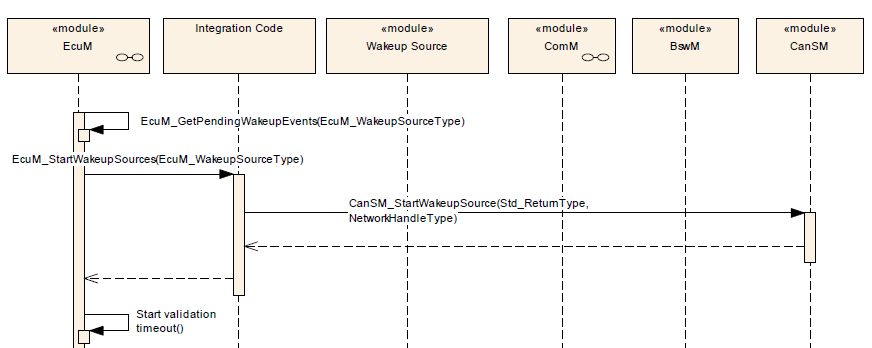 «module»
EcuM
Integration Code
«module»
Wakeup Source
«module»
ComM
«module»
BswM
«module»
CanSM
EcuM_GetPendingWakeupEvents(EcuM_WakeupSourceType)
EcuM_StartWakeupSources(EcuM_WakeupSourceType)
CanSM_StartWakeupSource(Std_ReturnType,
NetworkHandleType)
Start validation
timeout()